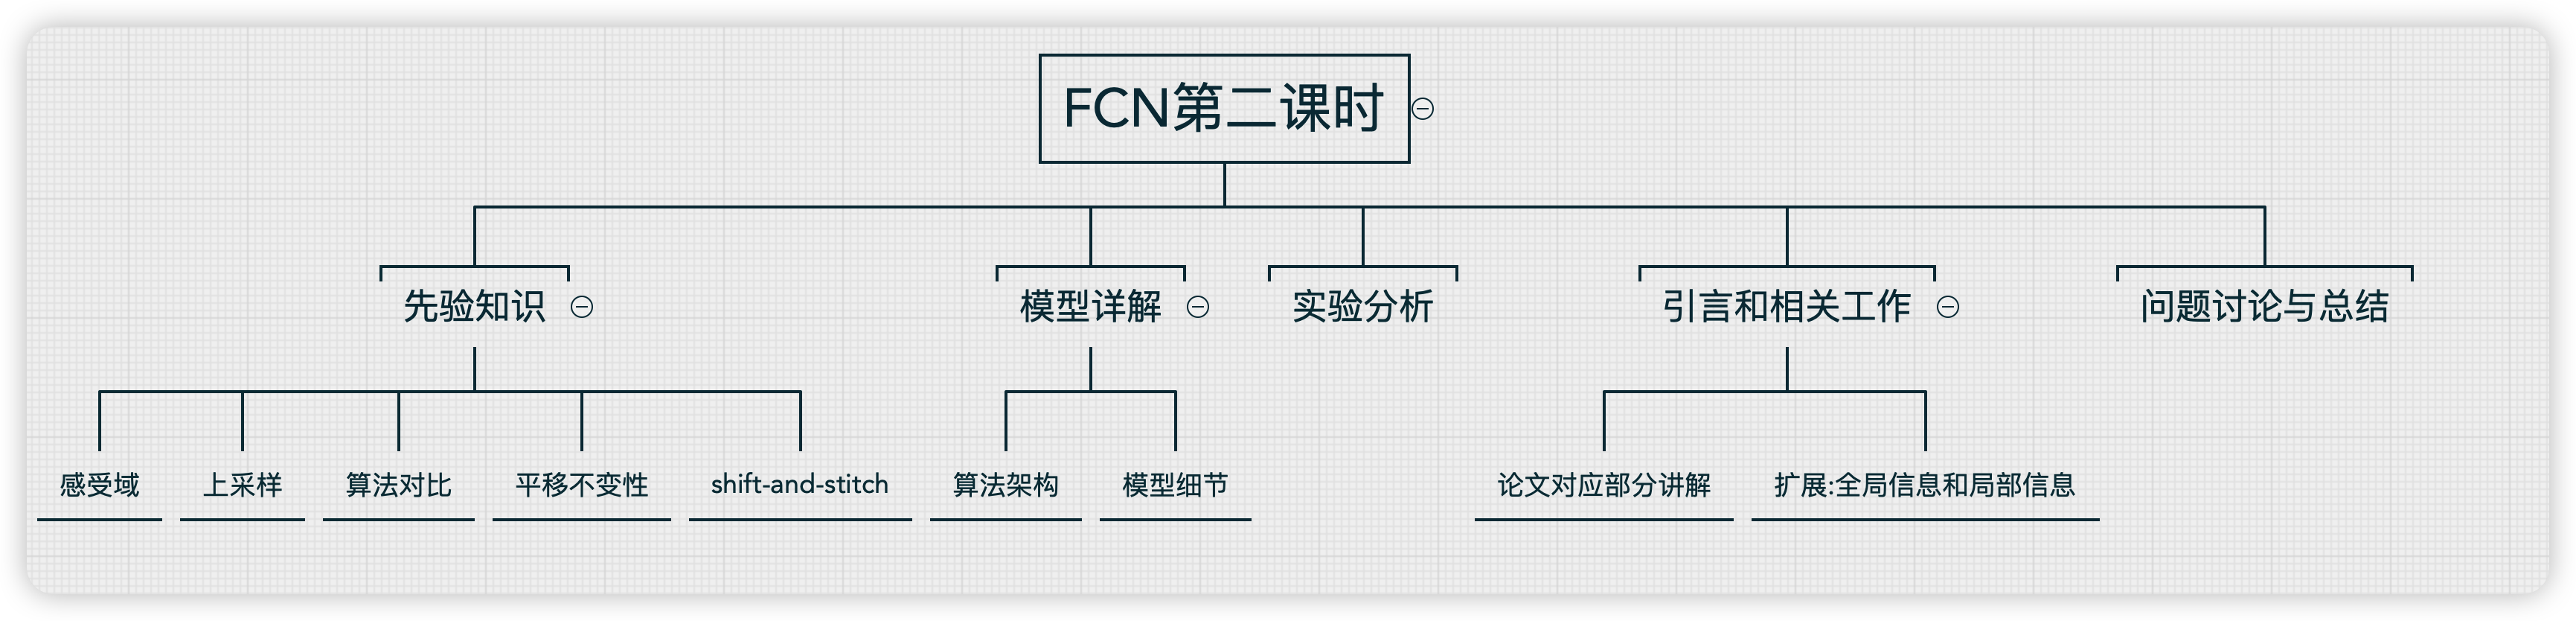 FCN第二课时
先验知识
模型详解
实验分析
引言和相关工作
问题讨论与总结
感受域
上采样
算法对比
平移不变性
shift-and-stitch
算法架构
模型细节
论文对应部分讲解
扩展:全局信息和局部信息